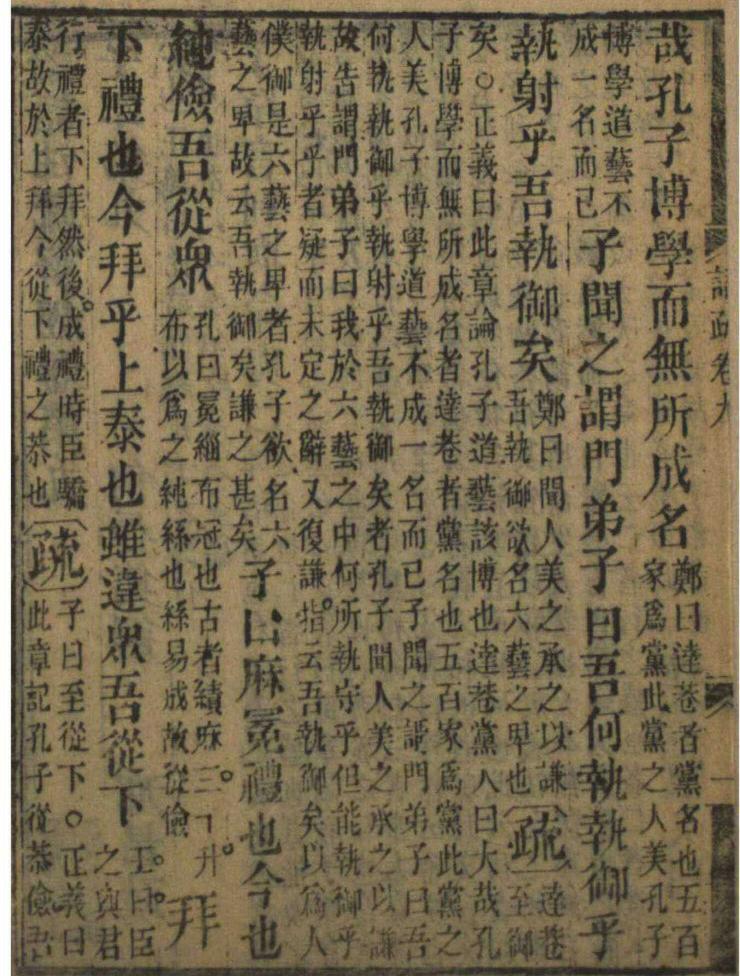 語疏卷九 一
哉孔子博學而無所成名
鄭曰達巷者黨名也五百
家爲黨此黨之人美孔子
博學道藝不
成一名而已
子聞之謂門弟子曰吾何執執御乎
執射乎吾執御矣
鄭曰聞人美之承之以謙
吾執御欲名六藝之卑也
疏
達巷
至御
矣○正義曰此章論孔子道藝該博也達巷黨人曰大哉孔
子博學而無所成名者達巷者黨名也五百家爲黨此黨之
人美孔子博學道藝不成一名而已子聞之謂門弟子曰吾
何執執御乎執射乎吾執御矣者孔子聞人美之承之以謙
故告謂門弟子曰我於六藝之中何所執守乎但能執御乎
執射乎乎者疑而未定之辭又復謙指云吾執御矣以爲人
僕御是六藝之卑者孔子欲名六
藝之卑故云吾執御矣謙之甚矣
子曰麻冕禮也今也
純儉吾從眾
孔曰冕緇布冠也古者績麻三升
布以爲之純絲也絲易成故從儉
拜
下禮也今拜乎上泰也雖違眾吾從下
王曰臣
之與君
行禮者下拜然後成禮時臣驕
泰故於上拜今從下禮之恭也
疏
子曰至從下○正義曰
此章記孔子從恭儉吾